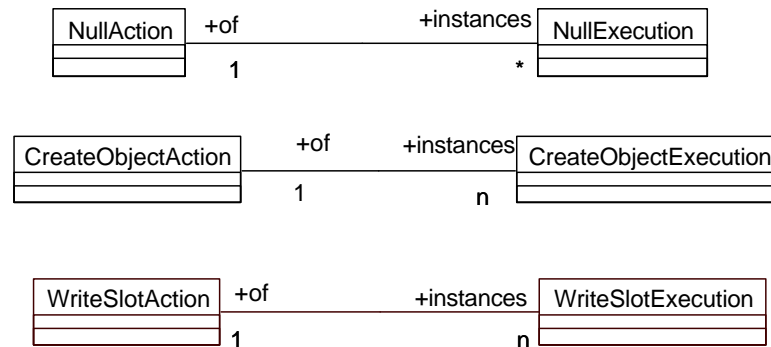 NullAction +of +instances NullExecution
1 *
CreateObjectAction +of +instances CreateObjectExecution
1 n
WriteSlotAction +of +instances WriteSlotExecution
1 n